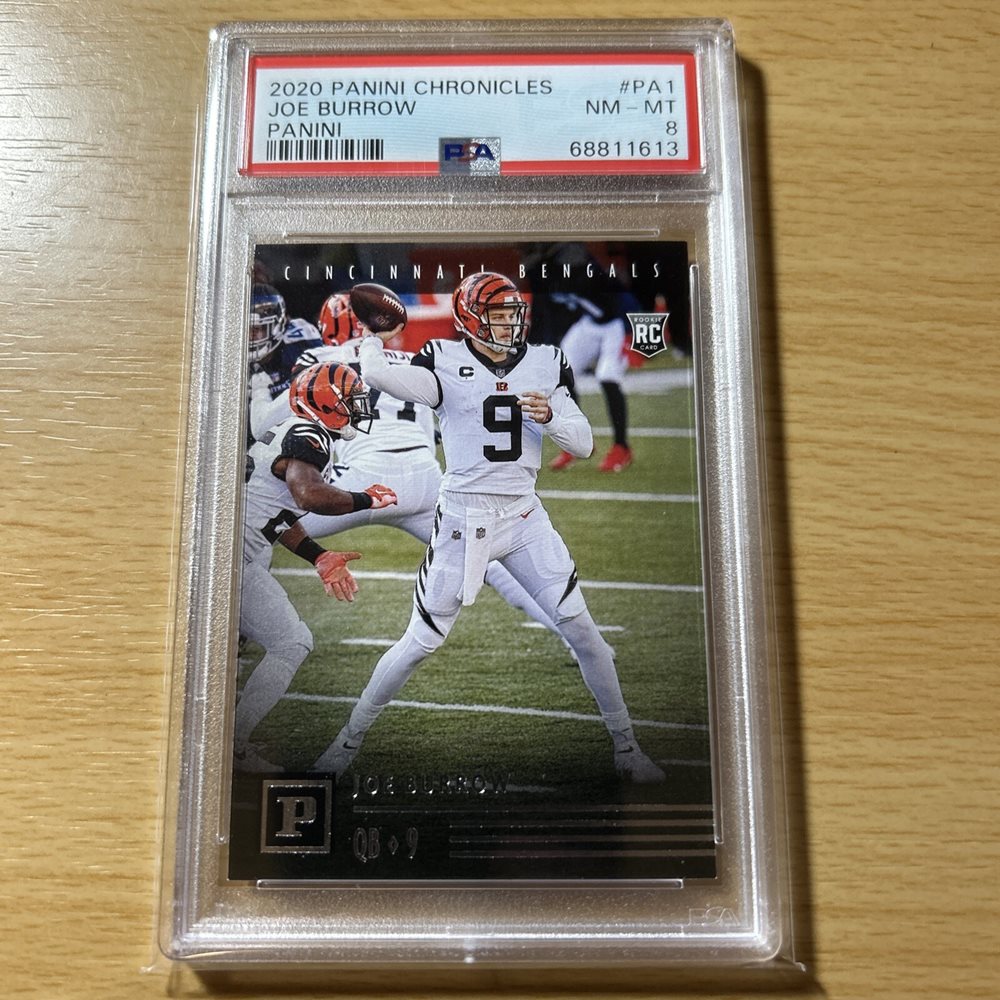 2020 PANINI CHRONICLES #PA1
JOE BURROW NM - MT
PANINI 8
PSA 68811613
CINCINNATI BENGALS
ROOKIE
RC
CARD
C
9
P
JOE BURROW
QB ⬦ 9
PSA